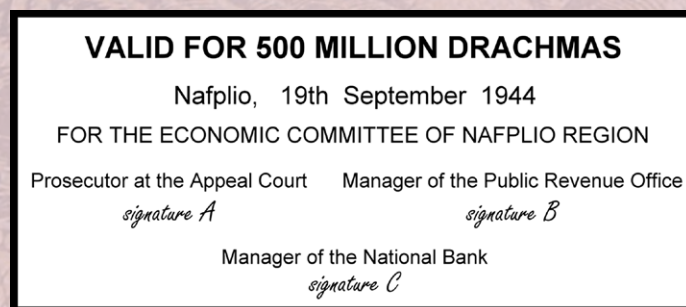 VALID FOR 500 MILLION DRACHMAS
Nafplio, 19th September 1944
FOR THE ECONOMIC COMMITTEE OF NAFPLIO REGION
Prosecutor at the Appeal Court Manager of the Public Revenue Office
signature A signature B
Manager of the National Bank
signature C